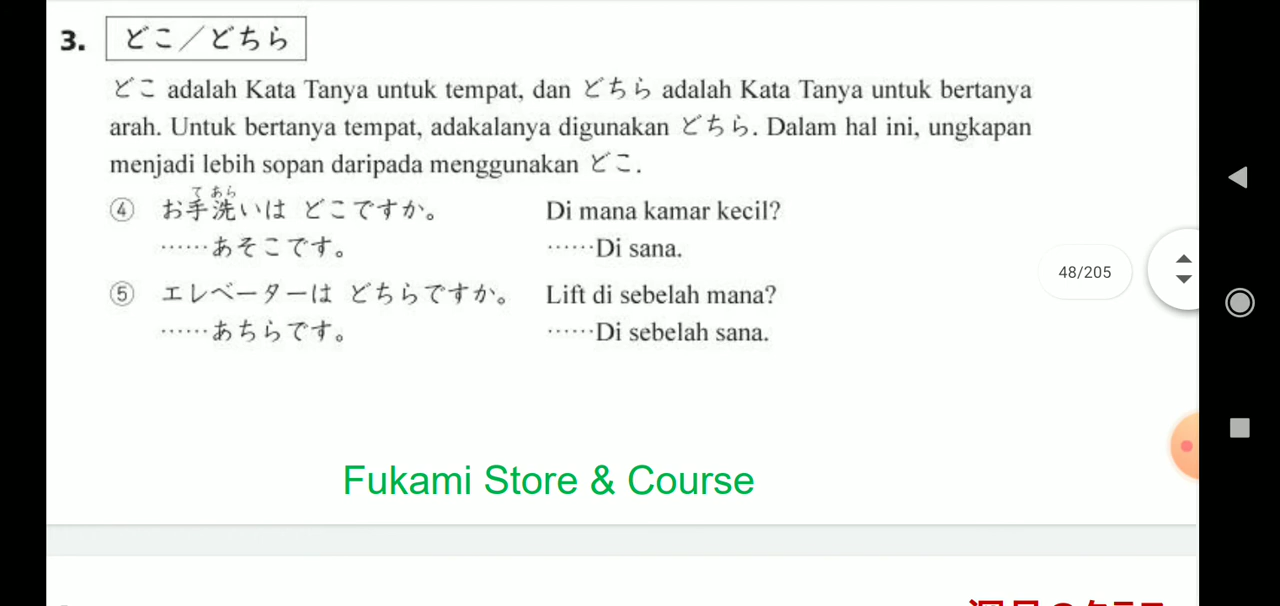 3. どこ／どちら
どこ adalah Kata Tanya untuk tempat, dan どちら adalah Kata Tanya untuk bertanya
arah. Untuk bertanya tempat, adakalanya digunakan どちら. Dalam hal ini, ungkapan
menjadi lebih sopan daripada menggunakan どこ.
て あら
④ お手洗いは どこですか。 Di mana kamar kecil?
……あそこです。 ……Di sana.
48/205
⑤ エレベーターは どちらですか。 Lift di sebelah mana?
……あちらです。 ……Di sebelah sana.
Fukami Store & Course